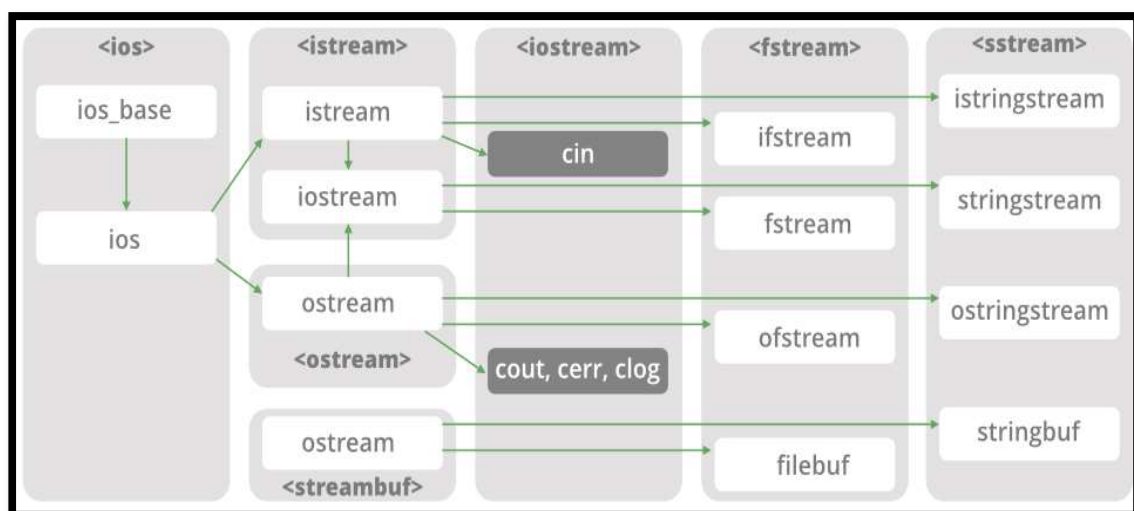 <ios>
ios_base
ios
<istream>
istream
iostream
ostream
<ostream>
ostream
<streambuf>
<iostream>
cin
cout, cerr, clog
<fstream>
ifstream
fstream
ofstream
filebuf
<sstream>
istringstream
stringstream
ostringstream
stringbuf